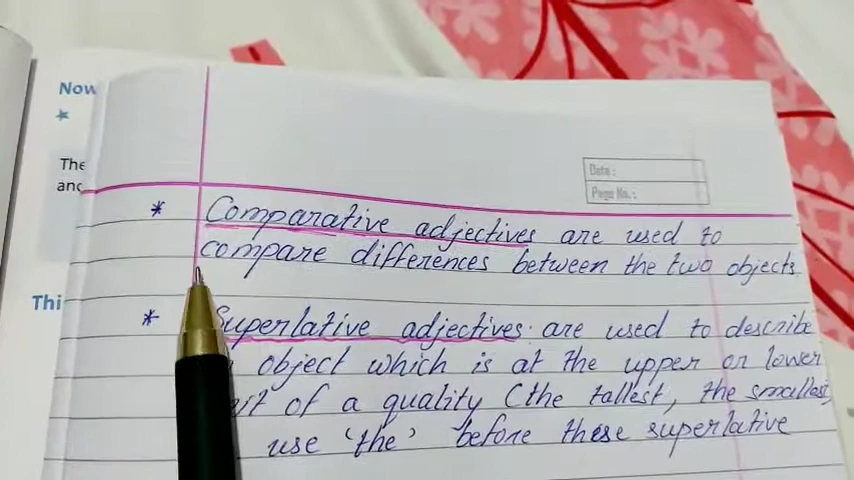 Now
★
The
and
Thi
Date:
Page No.:
* Comparative adjectives are used to
compare differences between the two objects
* Superlative adjectives are used to describe
object which is at the upper or lower
of a quality (the tallest, the smallest,
use 'the' before these superlative